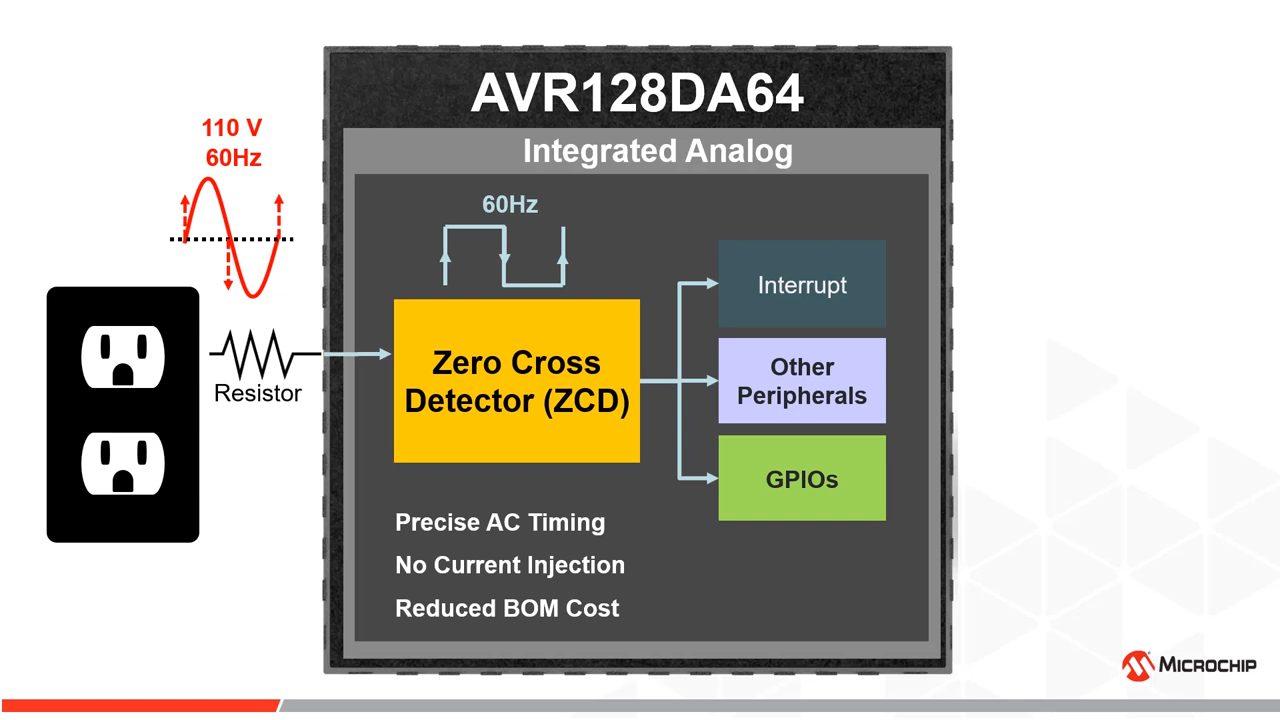 AVR128DA64
Integrated Analog
110 V
60Hz
60Hz
Interrupt
Zero Cross
Detector (ZCD)
Other
Peripherals
Resistor
GPIOs
Precise AC Timing
No Current Injection
Reduced BOM Cost
MICROCHIP